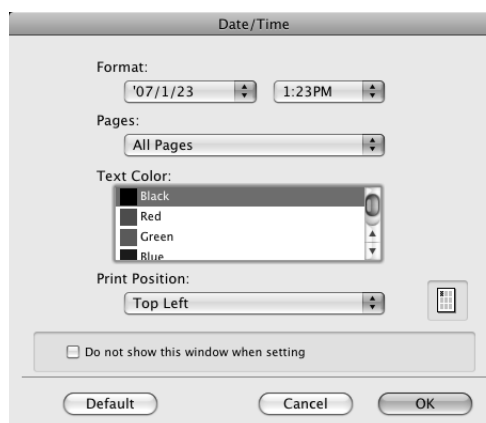 Date/Time
Format:
'07/1/23 1:23PM
Pages:
All Pages
Text Color:
Black
Red
Green
Blue
Print Position:
Top Left
Do not show this window when setting
Default Cancel OK